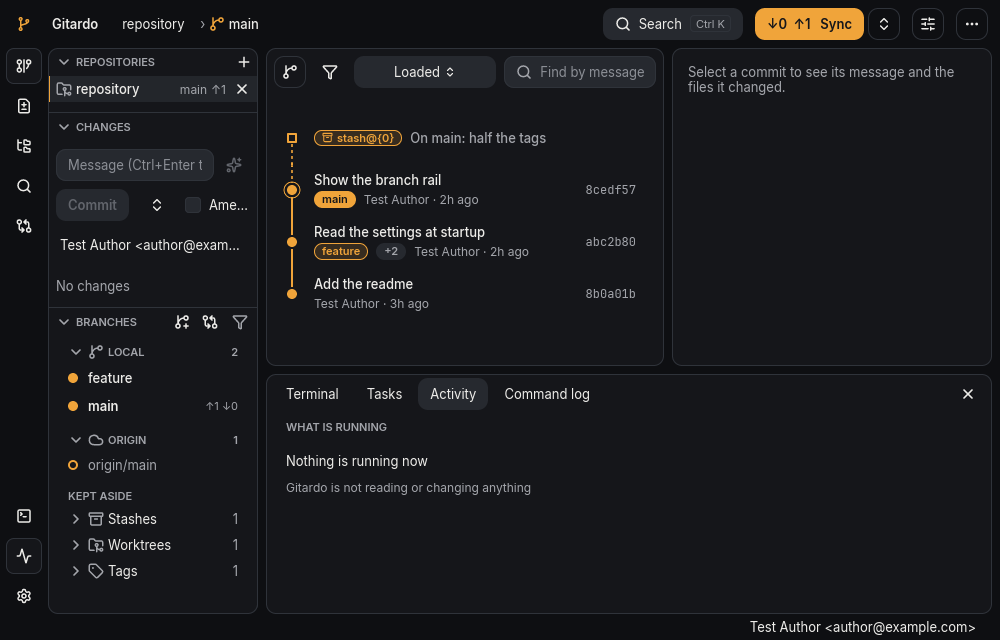 Gitardo repository › main
Search Ctrl K
↓0 ↑1 Sync
REPOSITORIES
repository main ↑1
CHANGES
Message (Ctrl+Enter t
Commit
Ame...
Test Author <author@exam...
No changes
BRANCHES
LOCAL 2
feature
main ↑1 ↓0
ORIGIN 1
origin/main
KEPT ASIDE
Stashes 1
Worktrees 1
Tags 1
Loaded
Find by message
stash@{0} On main: half the tags
Show the branch rail
main Test Author · 2h ago
8cedf57
Read the settings at startup
feature +2 Test Author · 2h ago
abc2b80
Add the readme
Test Author · 3h ago
8b0a01b
Select a commit to see its message and the
files it changed.
Terminal Tasks Activity Command log
WHAT IS RUNNING
Nothing is running now
Gitardo is not reading or changing anything
Test Author <author@example.com>